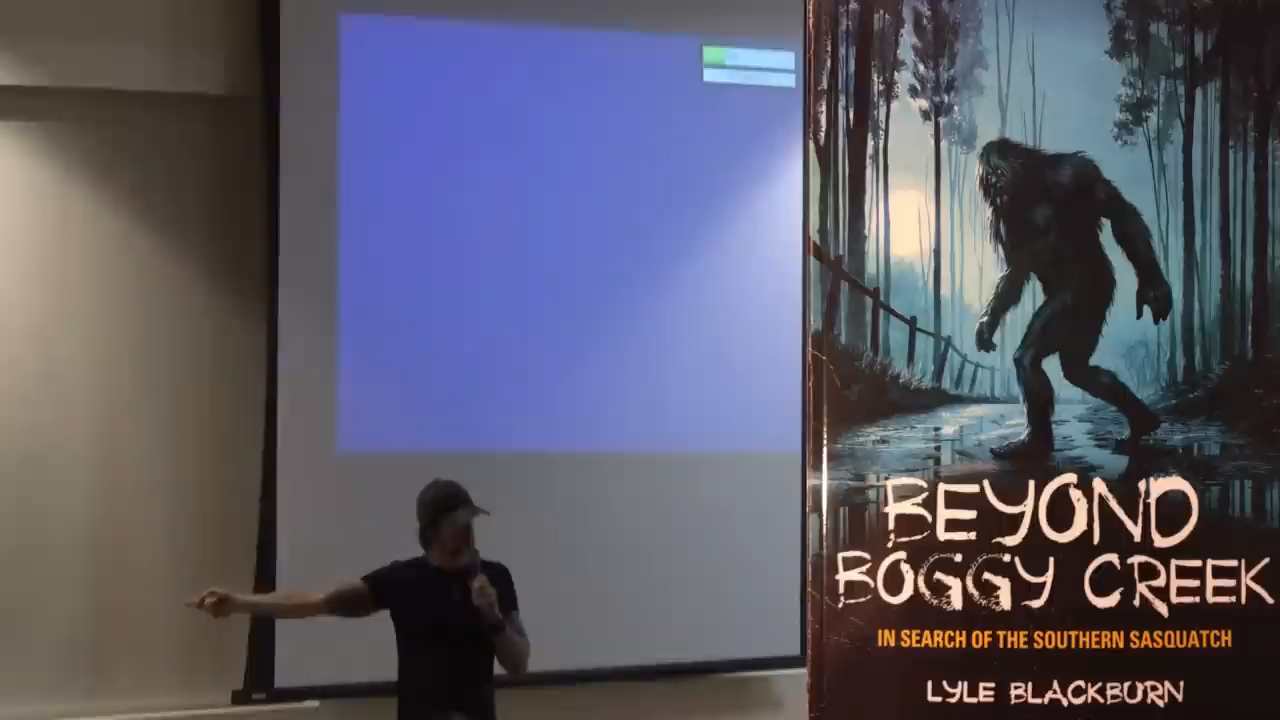 BEYOND
BOGGY CREEK
IN SEARCH OF THE SOUTHERN SASQUATCH
LYLE BLACKBURN